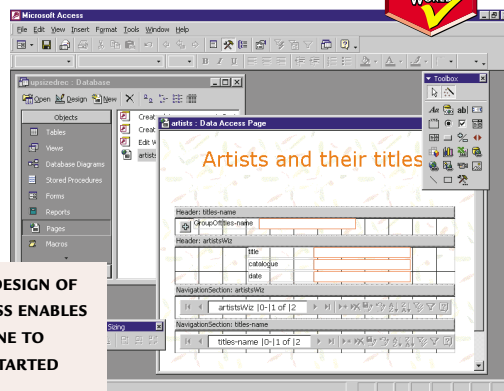 Microsoft Access
File Edit View Insert Format Tools Window Help
upsizedrec : Database
Open Design New
Objects
Tables
Views
Database Diagrams
Stored Procedures
Forms
Reports
Pages
Macros
Creat
Creat
Edit W
artists
artists : Data Access Page
Artists and their titles
Header: titles-name
GroupOftitles-name
Header: artistsWiz
title
catalogue
date
NavigationSection: artistsWiz
artistsWiz |0-|1 of |2
NavigationSection: titles-name
titles-name |0-|1 of |2
Toolbox
Aa ab|
Sizing
DESIGN OF
SS ENABLES
NE TO
STARTED